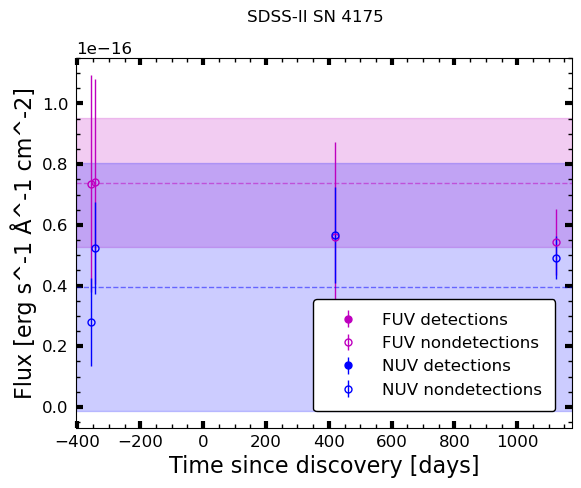 SDSS-II SN 4175
1e−16
Flux [erg s^-1 Å^-1 cm^-2]
1.0
0.8
0.6
0.4
0.2
0.0
FUV detections
FUV nondetections
NUV detections
NUV nondetections
−400 −200 0 200 400 600 800 1000
Time since discovery [days]